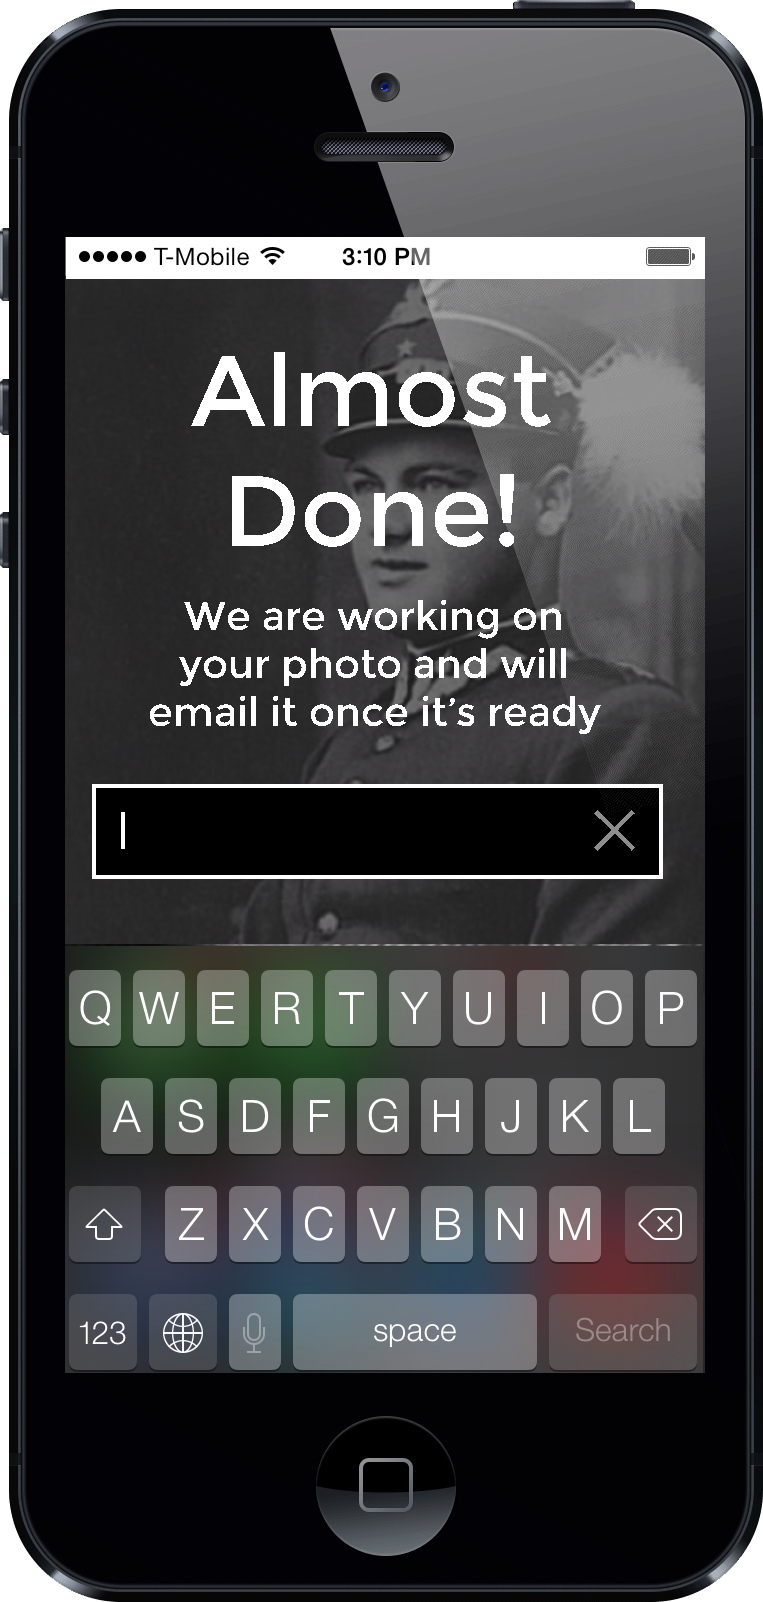 T-Mobile 3:10 PM
Almost
Done!
We are working on
your photo and will
email it once it’s ready
Q W E R T Y U I O P
A S D F G H J K L
Z X C V B N M
123 space Search